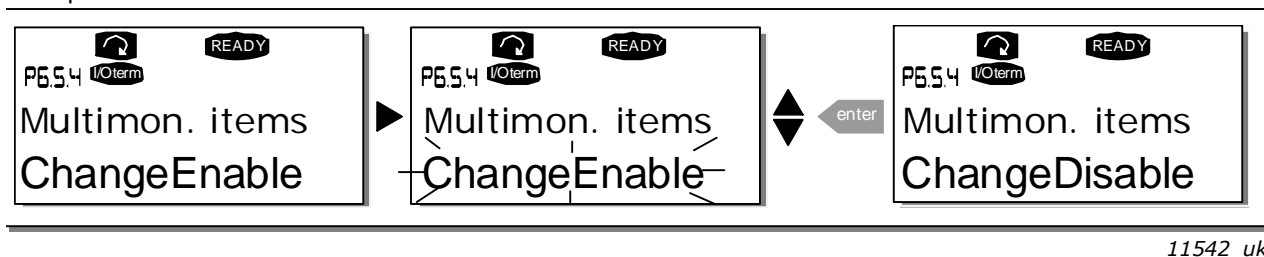 READY
P6.5.4 I/Oterm
Multimon. items
ChangeEnable
READY
P6.5.4 I/Oterm
Multimon. items
ChangeEnable
enter
READY
P6.5.4 I/Oterm
Multimon. items
ChangeDisable
11542 uk